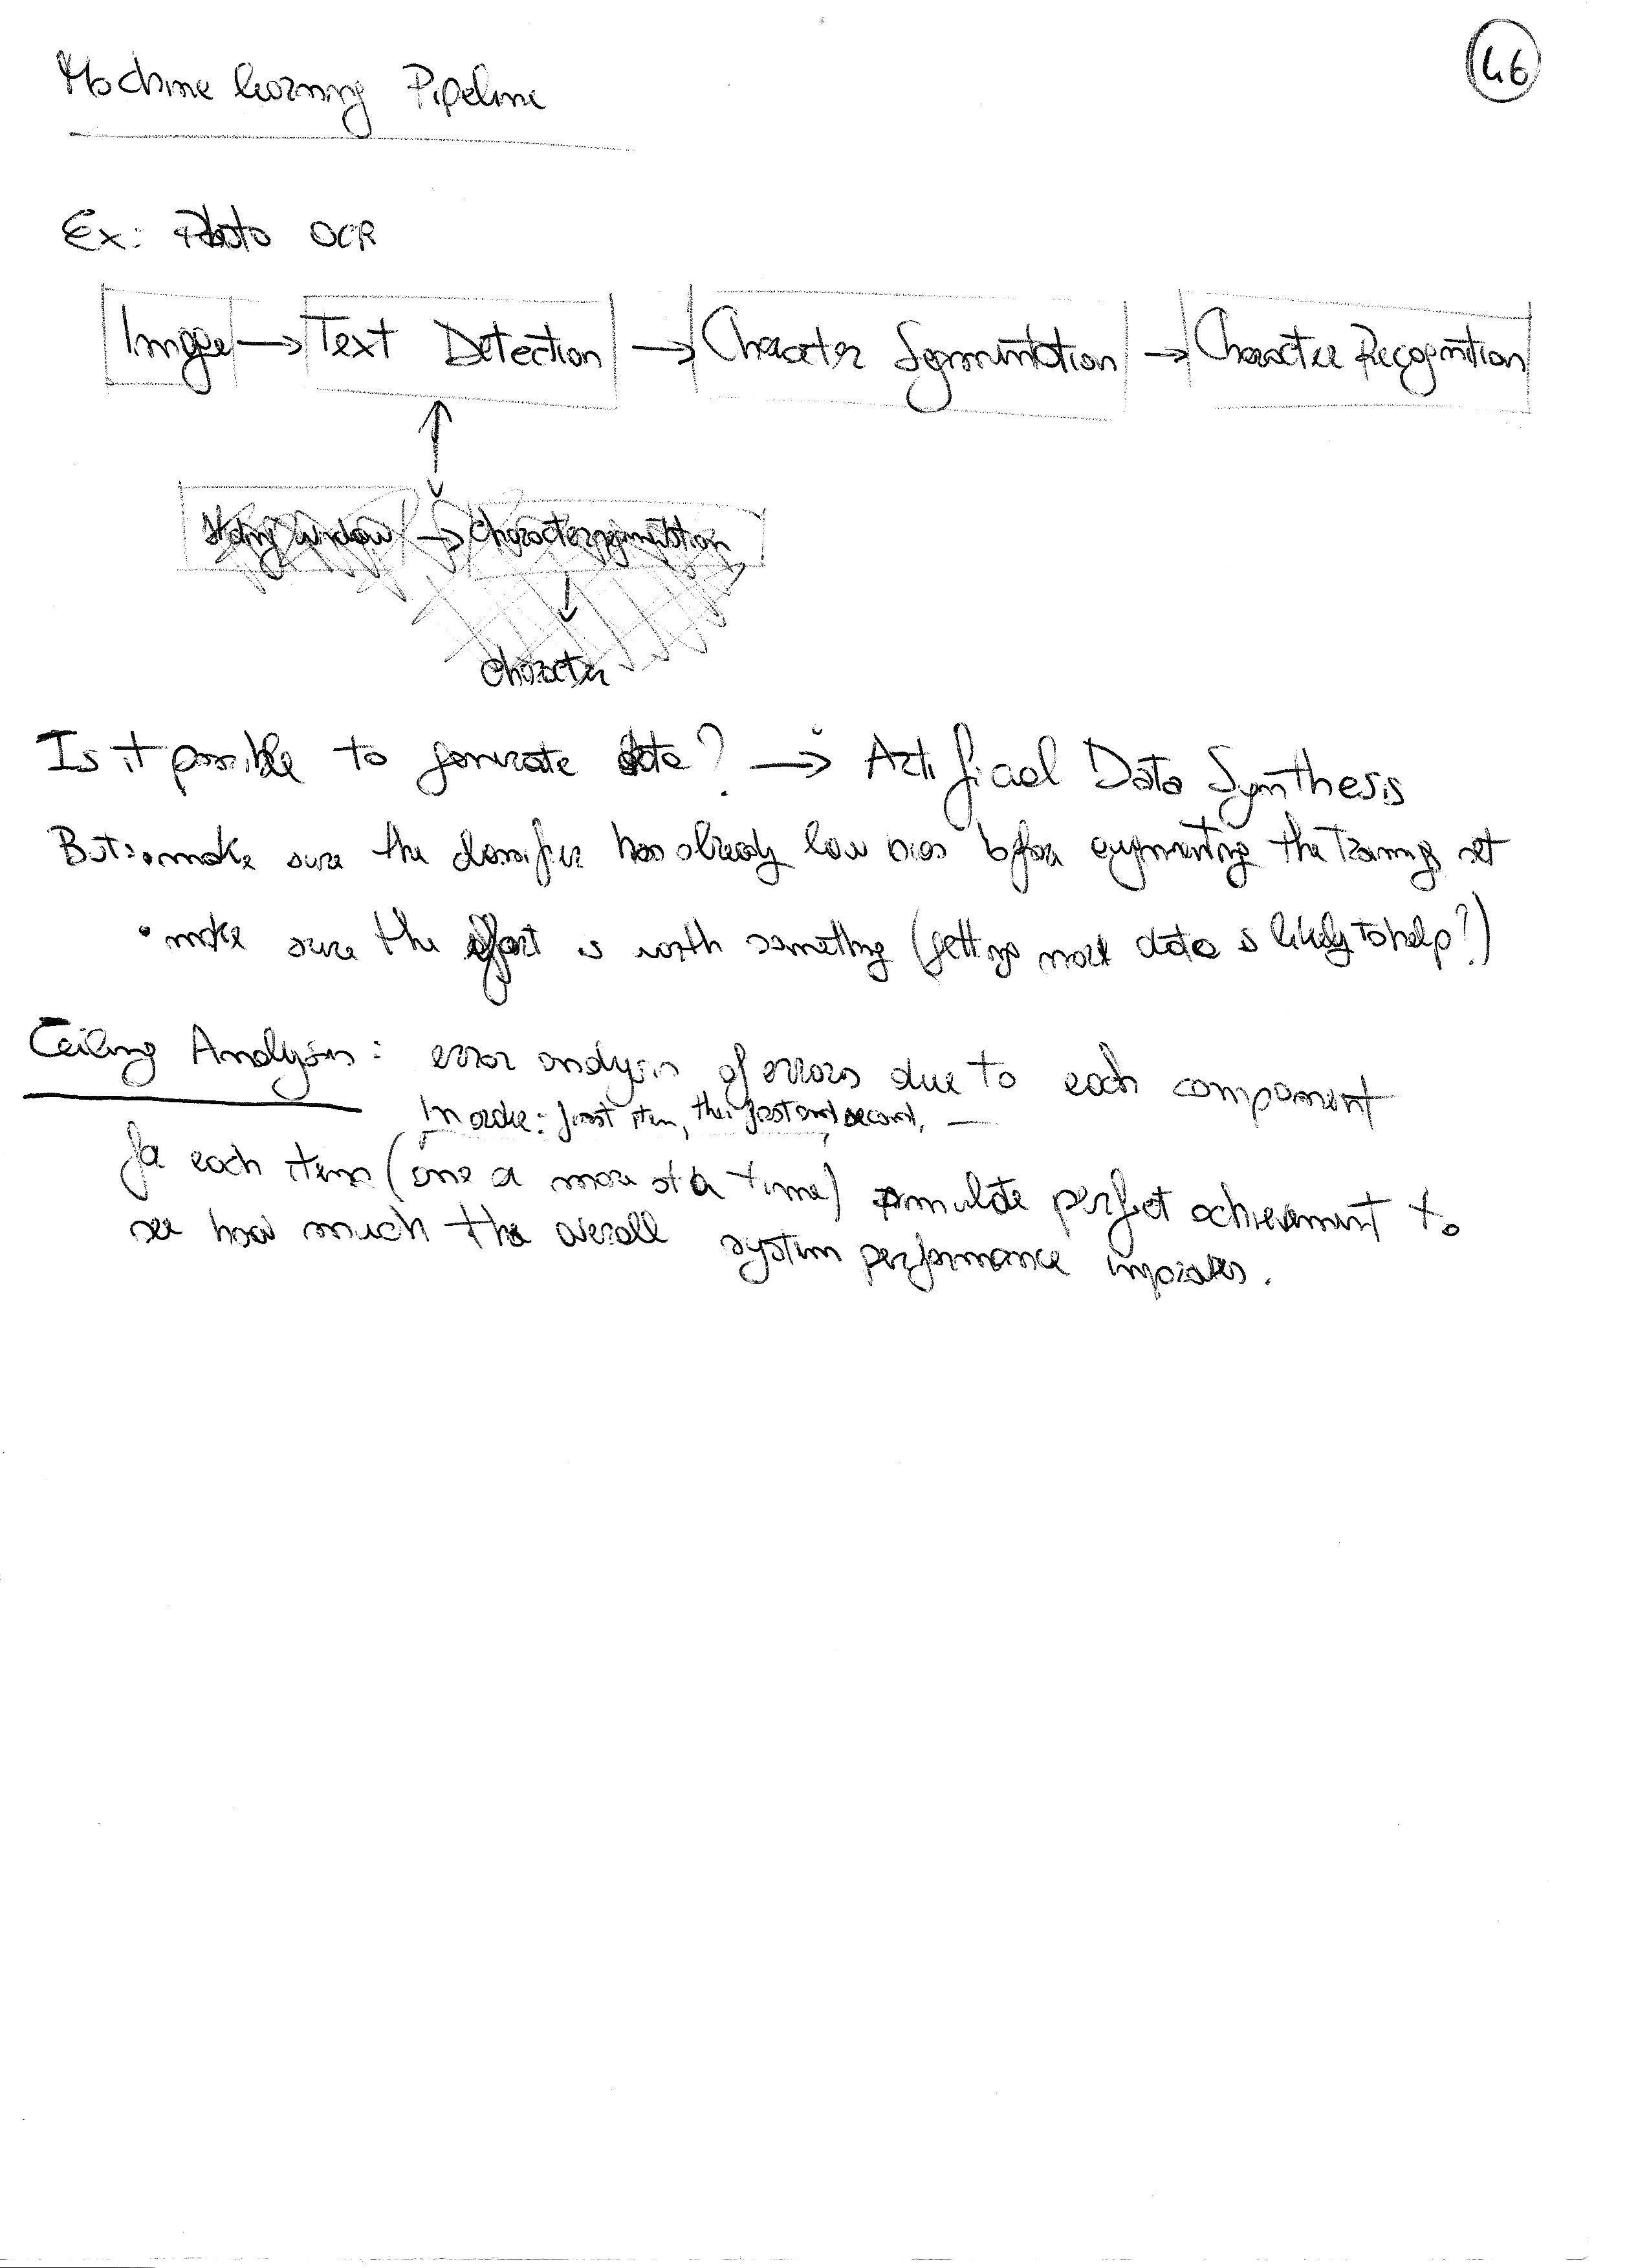 46
Machine learning Pipeline
Ex: Photo OCR
Image → Text Detection → Character Segmentation → Character Recognition
Sliding window → Character segmentation
Character
Is it possible to generate data? → Artificial Data Synthesis
But: • make sure the classifier has already low bias before augmenting the training set
• make sure the effort is worth something (getting more data is likely to help?)
Ceiling Analysis: error analysis of errors due to each component
In order: first item, then first and second, —
for each item (one or more at a time) simulate perfect achievement to
see how much the overall system performance improves.